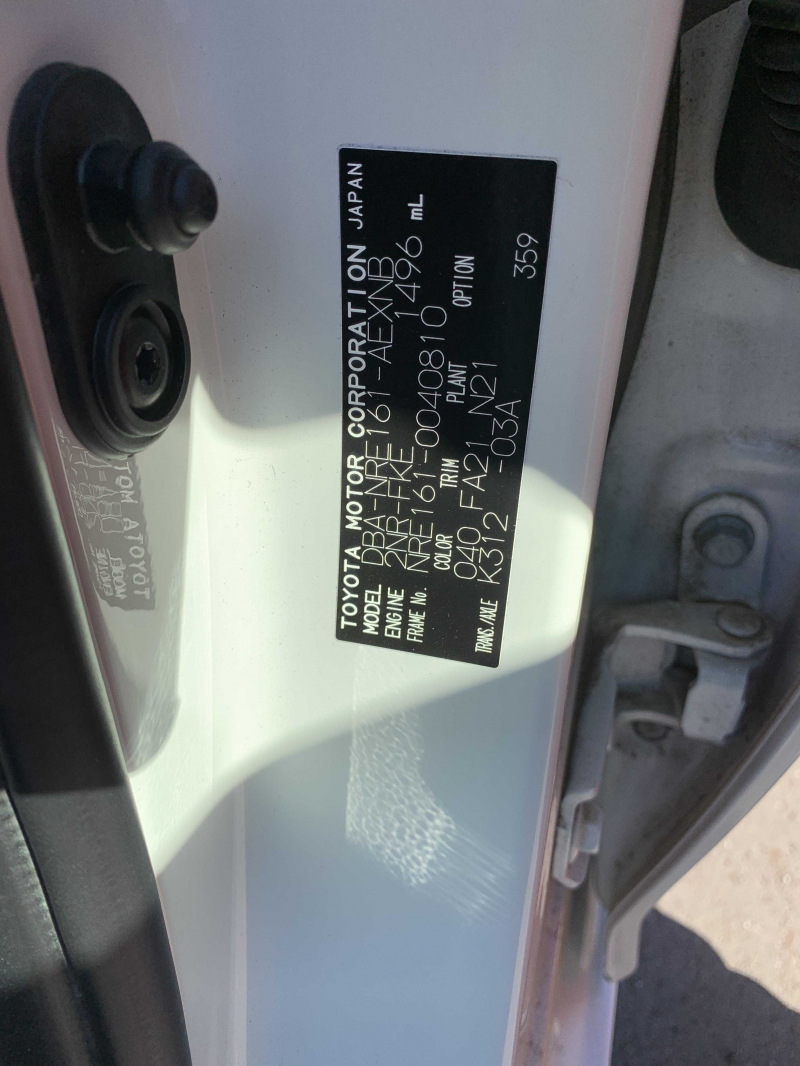 TOYOTA MOTOR CORPORATION JAPAN
MODEL DBA-NRE161-AEXNB
ENGINE 2NR-FKE 1496 mL
FRAME No. NRE161-0040810
COLOR TRIM PLANT OPTION
040 FA21 N21
TRANS./AXLE K312 -03A 359